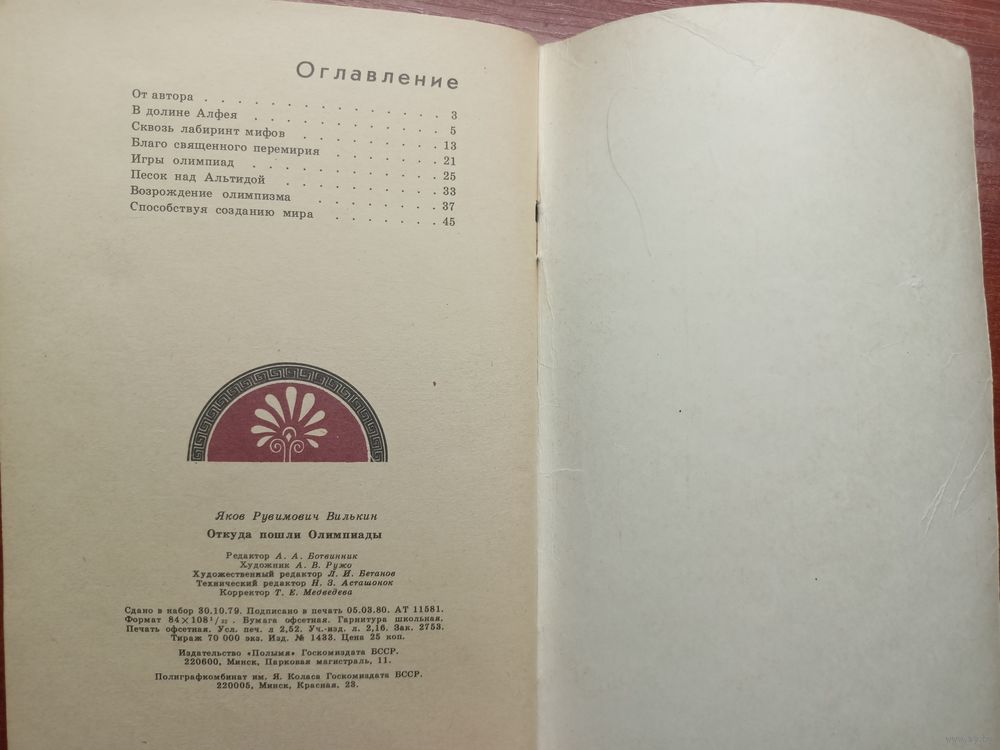 Оглавление
От автора . . . . . . . . . . . . 3
В долине Алфея . . . . . . . . . . 5
Сквозь лабиринт мифов . . . . . . . . 13
Благо священного перемирия . . . . . . 21
Игры олимпиад . . . . . . . . . . 25
Песок над Альтидой . . . . . . . . 33
Возрождение олимпизма . . . . . . . 37
Способствуя созданию мира . . . . . . 45
Яков Рувимович Вилькин
Откуда пошли Олимпиады
Редактор А. А. Ботвинник
Художник А. В. Ружо
Художественный редактор Л. И. Бетанов
Технический редактор Н. З. Асташонок
Корректор Т. Е. Медведева
Сдано в набор 30.10.79. Подписано в печать 05.03.80. АТ 11581.
Формат 84×108 1/32. Бумага офсетная. Гарнитура школьная.
Печать офсетная. Усл. печ. л 2,52. Уч.-изд. л. 2,16. Зак. 2753.
Тираж 70 000 экз. Изд. № 1433. Цена 25 коп.
Издательство «Полымя» Госкомиздата БССР.
220600, Минск, Парковая магистраль, 11.
Полиграфкомбинат им. Я. Коласа Госкомиздата БССР.
220005, Минск, Красная, 23.